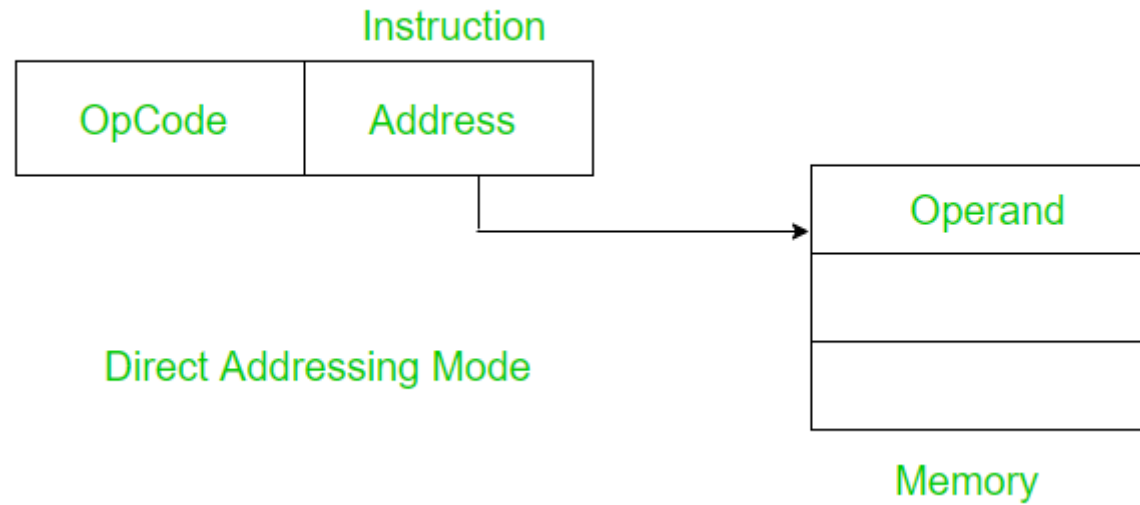 Instruction
OpCode
Address
Operand
Direct Addressing Mode
Memory